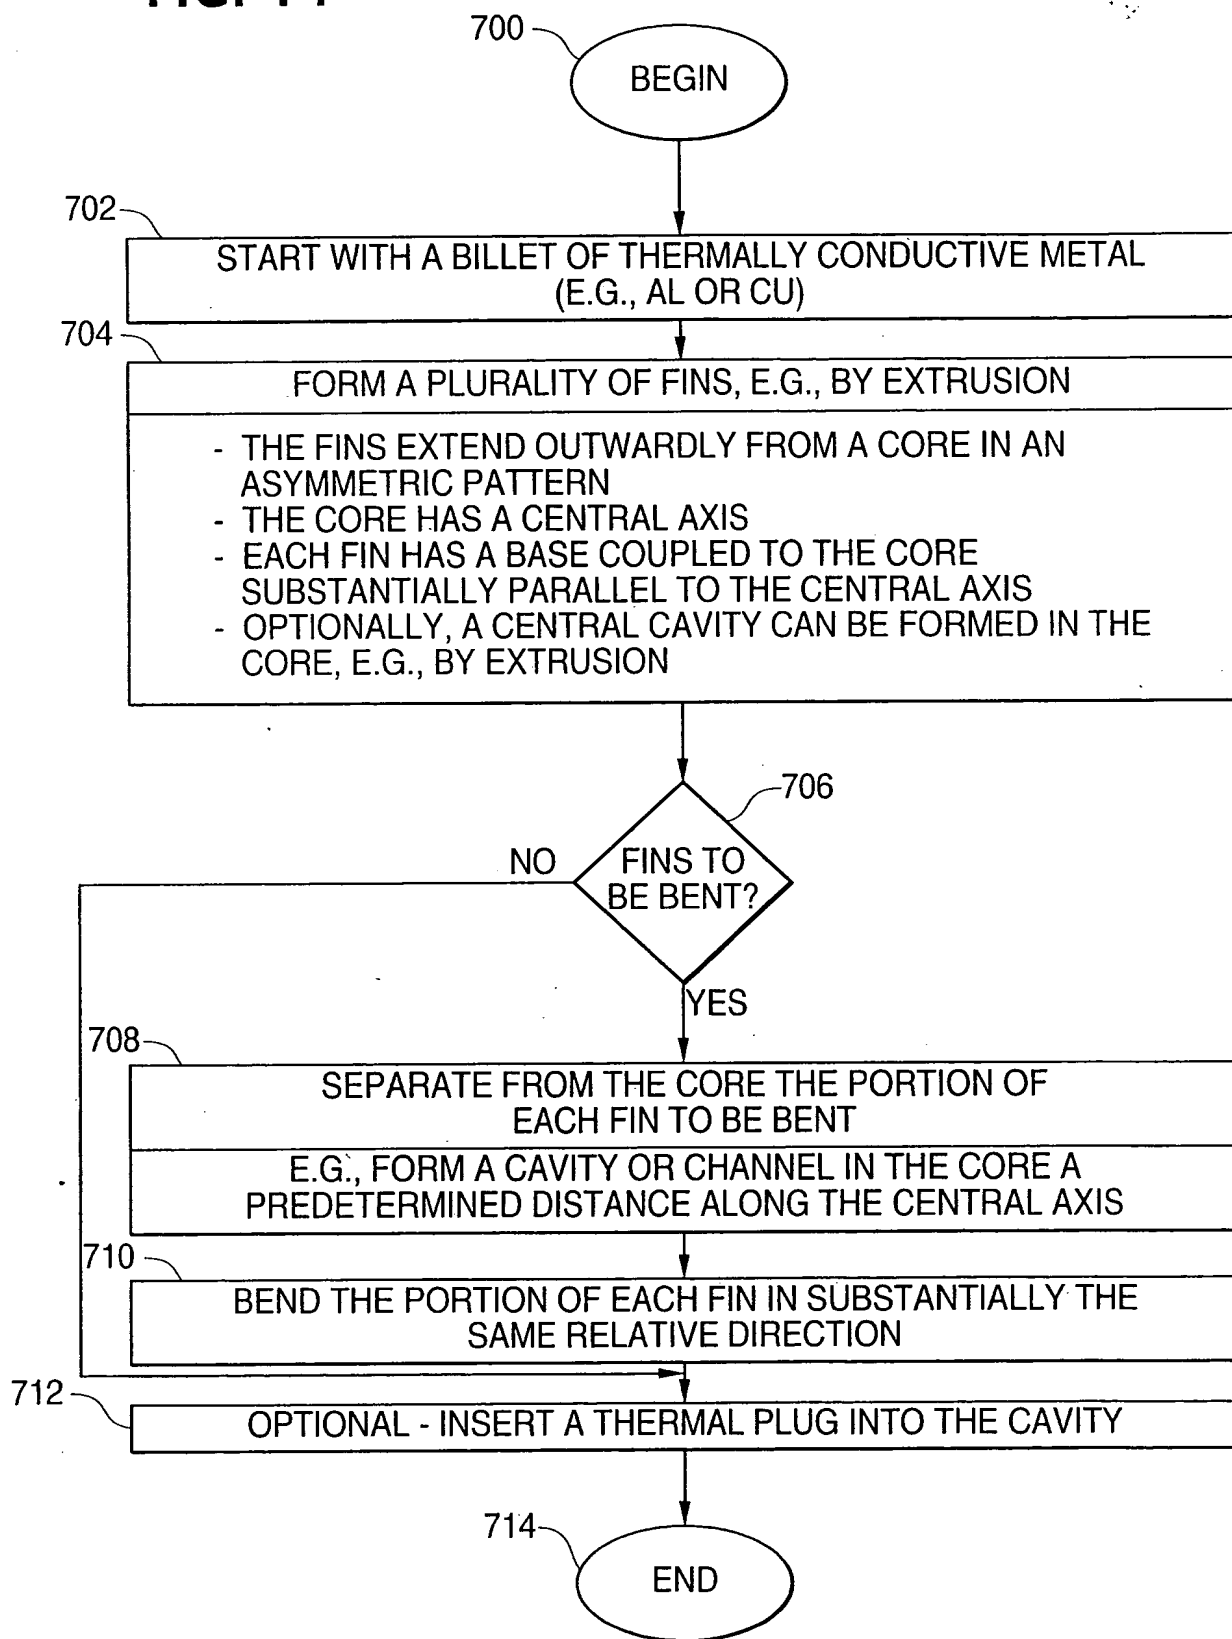 700
BEGIN
702
START WITH A BILLET OF THERMALLY CONDUCTIVE METAL
(E.G., AL OR CU)
704
FORM A PLURALITY OF FINS, E.G., BY EXTRUSION
- THE FINS EXTEND OUTWARDLY FROM A CORE IN AN
ASYMMETRIC PATTERN
- THE CORE HAS A CENTRAL AXIS
- EACH FIN HAS A BASE COUPLED TO THE CORE
SUBSTANTIALLY PARALLEL TO THE CENTRAL AXIS
- OPTIONALLY, A CENTRAL CAVITY CAN BE FORMED IN THE
CORE, E.G., BY EXTRUSION
706
NO
FINS TO
BE BENT?
YES
708
SEPARATE FROM THE CORE THE PORTION OF
EACH FIN TO BE BENT
E.G., FORM A CAVITY OR CHANNEL IN THE CORE A
PREDETERMINED DISTANCE ALONG THE CENTRAL AXIS
710
BEND THE PORTION OF EACH FIN IN SUBSTANTIALLY THE
SAME RELATIVE DIRECTION
712
OPTIONAL - INSERT A THERMAL PLUG INTO THE CAVITY
714
END